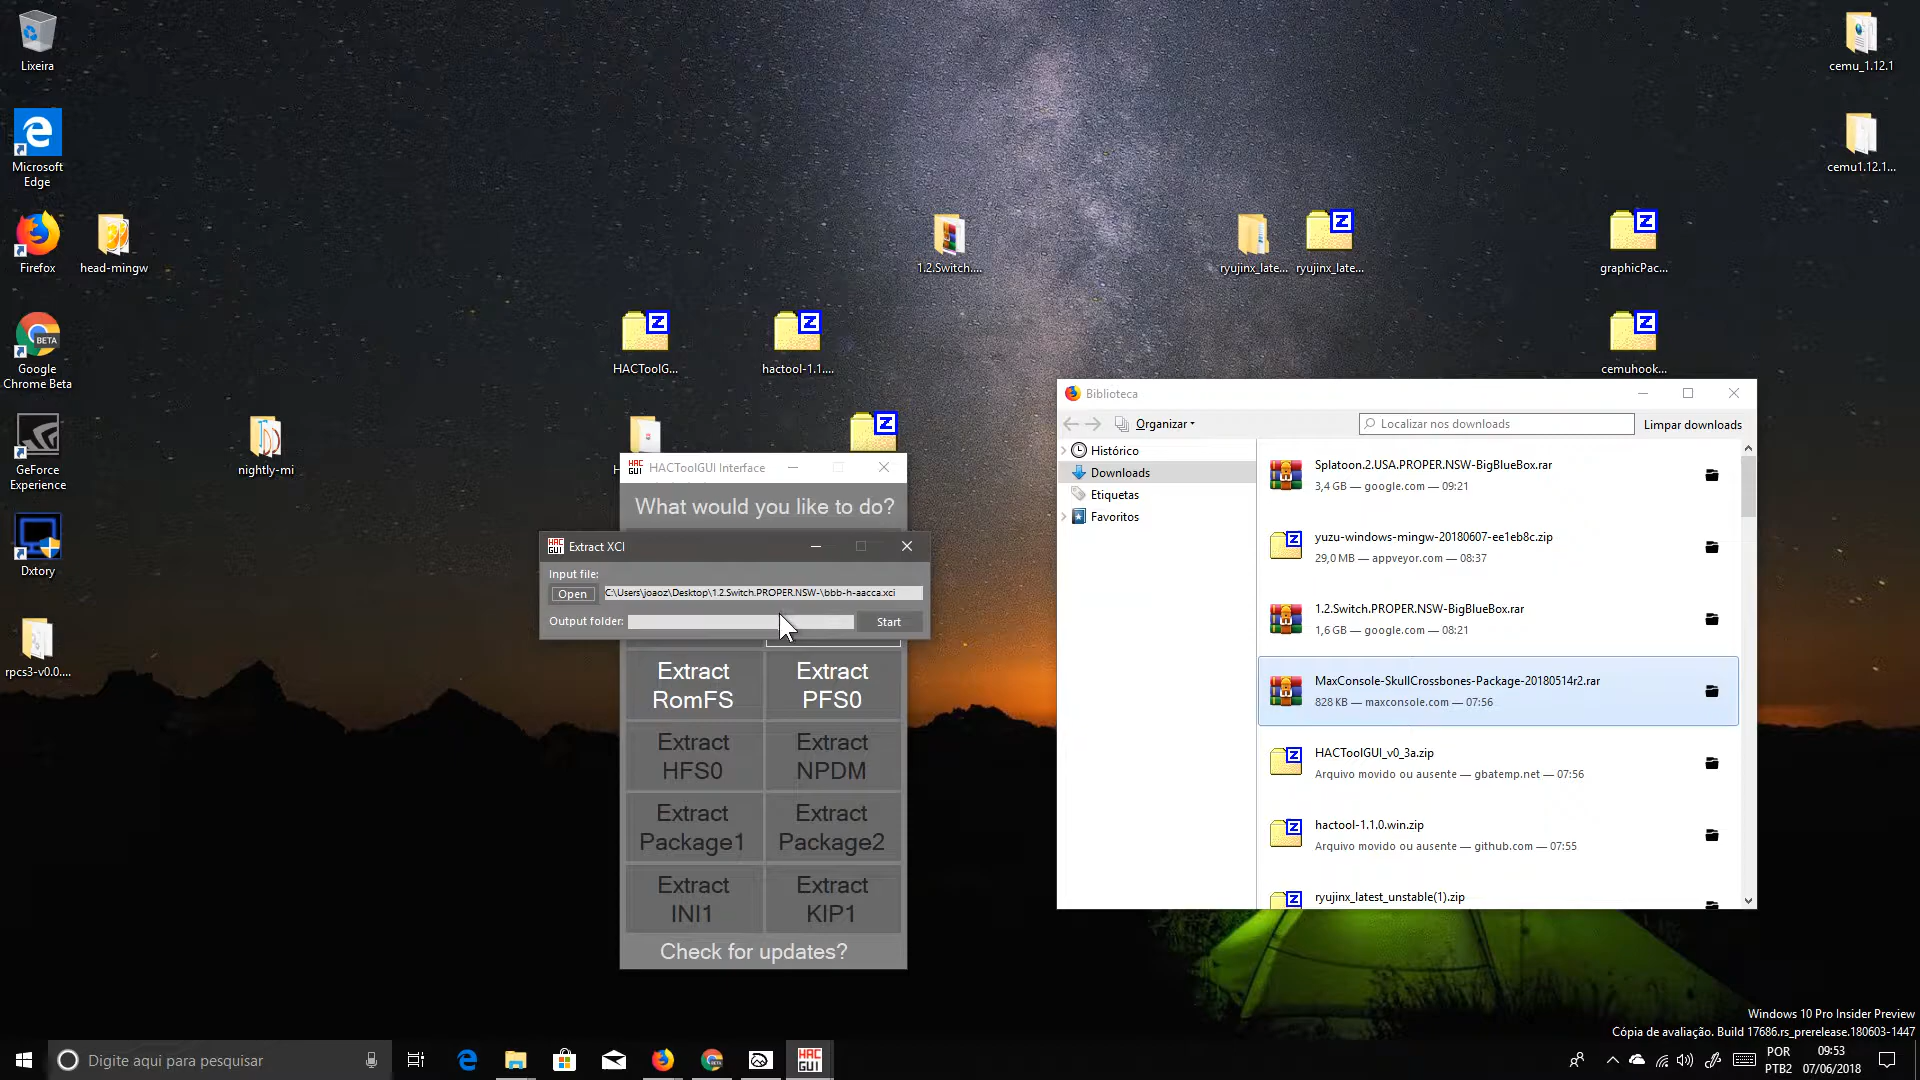 Lixeira
cemu_1.12.1
Microsoft
Edge
cemu1.12.1...
Firefox
head-mingw
1.2.Switch....
ryujinx_late...
ryujinx_late...
graphicPac...
BETA
Google
Chrome Beta
HACToolG...
hactool-1.1....
cemuhook...
GeForce
Experience
nightly-mi
Dxtory
rpcs3-v0.0....
HACToolGUI Interface
What would you like to do?
Extract XCI
Input file:
Open
C:\Users\joaoz\Desktop\1.2.Switch.PROPER.NSW-\bbb-h-aacca.xci
Output folder:
Start
Extract
RomFS
Extract
PFS0
Extract
HFS0
Extract
NPDM
Extract
Package1
Extract
Package2
Extract
INI1
Extract
KIP1
Check for updates?
Biblioteca
Organizar
Localizar nos downloads
Limpar downloads
Histórico
Downloads
Etiquetas
Favoritos
Splatoon.2.USA.PROPER.NSW-BigBlueBox.rar
3,4 GB — google.com — 09:21
yuzu-windows-mingw-20180607-ee1eb8c.zip
29,0 MB — appveyor.com — 08:37
1.2.Switch.PROPER.NSW-BigBlueBox.rar
1,6 GB — google.com — 08:21
MaxConsole-SkullCrossbones-Package-20180514r2.rar
828 KB — maxconsole.com — 07:56
HACToolGUI_v0_3a.zip
Arquivo movido ou ausente — gbatemp.net — 07:56
hactool-1.1.0.win.zip
Arquivo movido ou ausente — github.com — 07:55
ryujinx_latest_unstable(1).zip
Windows 10 Pro Insider Preview
Cópia de avaliação. Build 17686.rs_prerelease.180603-1447
Digite aqui para pesquisar
HAC
GUI
POR
PTB2
09:53
07/06/2018